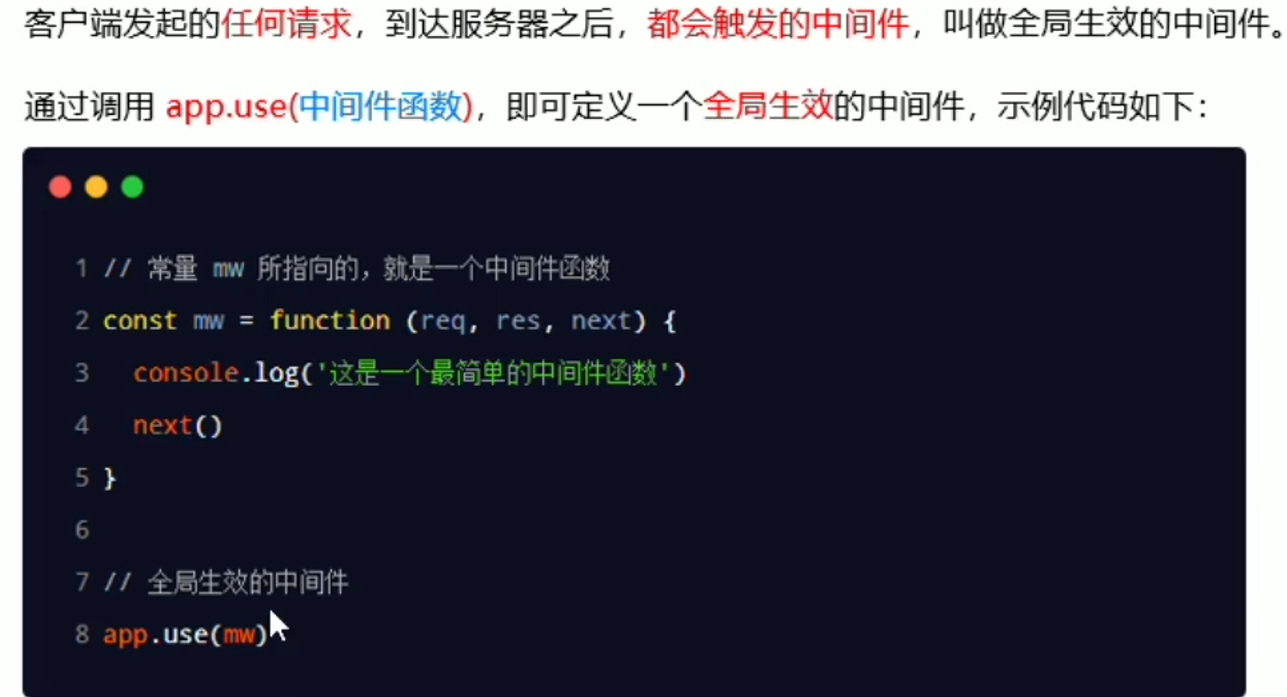 客户端发起的任何请求，到达服务器之后，都会触发的中间件，叫做全局生效的中间件。
通过调用 app.use(中间件函数)，即可定义一个全局生效的中间件，示例代码如下：
1 // 常量 mw 所指向的，就是一个中间件函数
2 const mw = function (req, res, next) {
3   console.log('这是一个最简单的中间件函数')
4   next()
5 }
6
7 // 全局生效的中间件
8 app.use(mw)